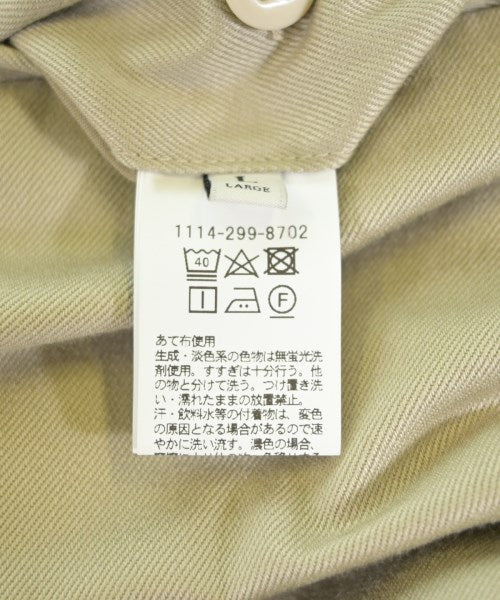 LARGE
1114-299-8702
40
F
あて布使用
生成・淡色系の色物は無蛍光洗
剤使用。すすぎは十分行う。他
の物と分けて洗う。つけ置き洗
い・濡れたままの放置禁止。
汗・飲料水等の付着物は、変色
の原因となる場合があるので速
やかに洗い流す。濃色の場合、